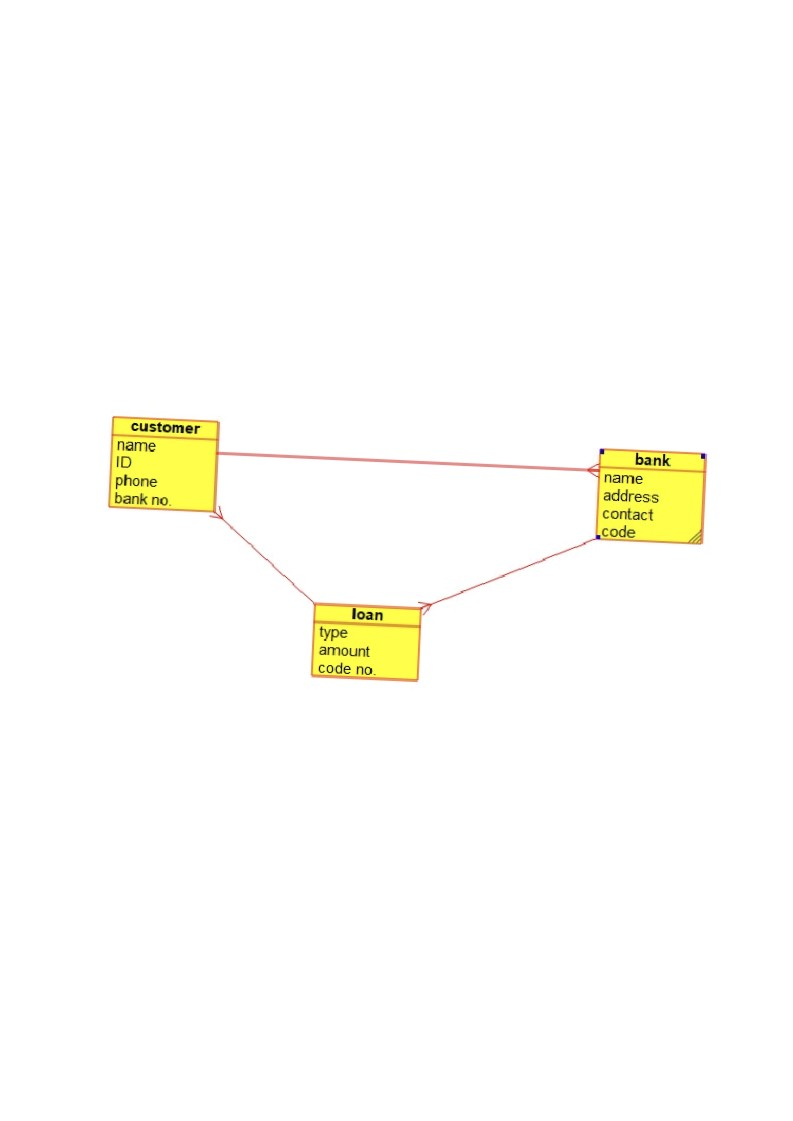 customer
name
ID
phone
bank no.
bank
name
address
contact
code
loan
type
amount
code no.